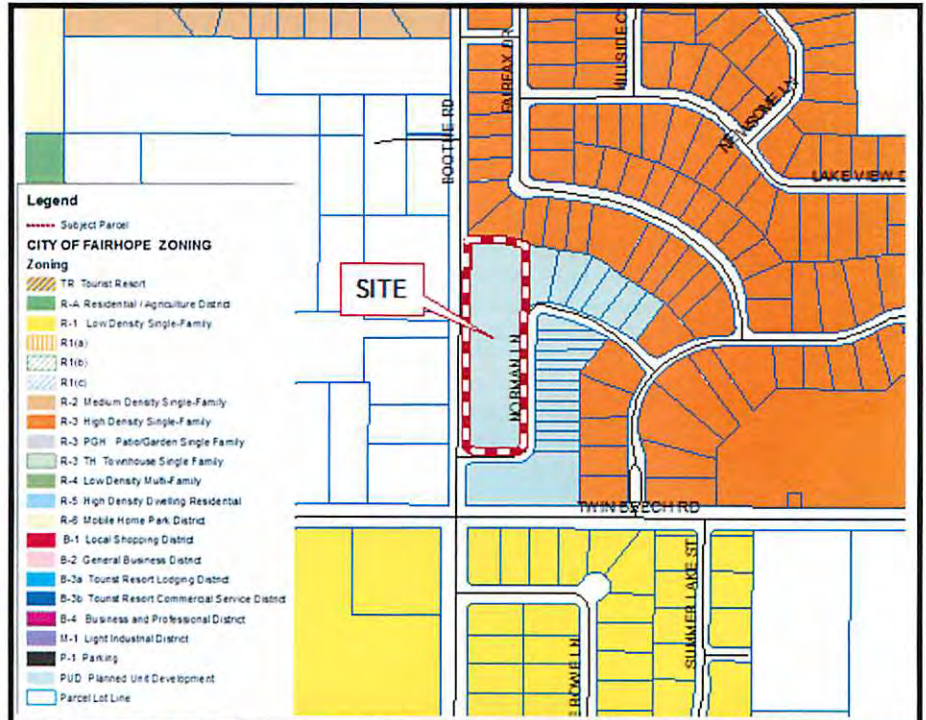 BOOTHE RD
FAIRFAX DR
HILLSIDE C
NEWSOME LN
LAKE VIEW D
Legend
Subject Parcel
CITY OF FAIRHOPE ZONING
Zoning
TR Tourist Resort
R-A Residential / Agriculture District
R-1 Low Density Single-Family
R1(a)
R1(b)
R1(c)
R-2 Medium Density Single-Family
R-3 High Density Single-Family
R-3 PGH Patio/Garden Single Family
R-3 TH Townhouse Single Family
R-4 Low Density Multi-Family
R-5 High Density Dwelling Residential
R-6 Mobile Home Park District
B-1 Local Shopping District
B-2 General Business District
B-3a Tourist Resort Lodging District
B-3b Tourist Resort Commercial Service District
B-4 Business and Professional District
M-1 Light Industrial District
P-1 Parking
PUD Planned Unit Development
Parcel Lot Line
SITE
NORMAN LN
TWIN BEECH RD
ROWE LN
SUMMER LAKE ST